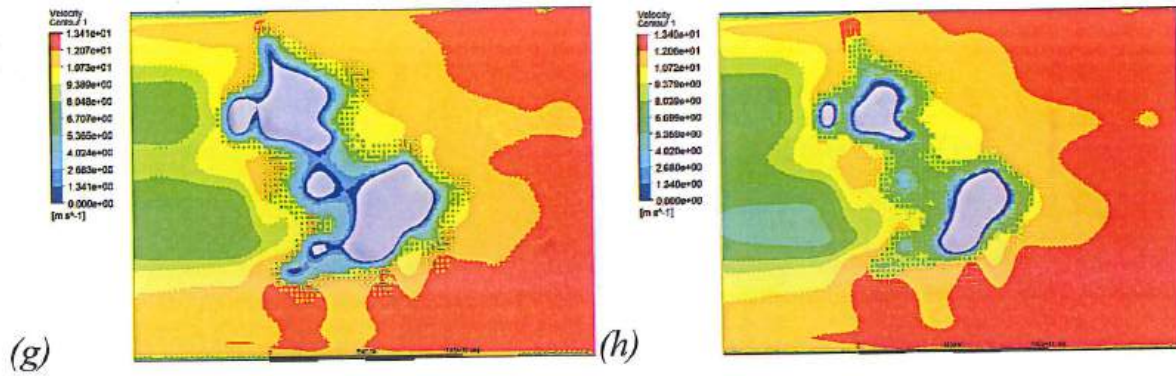 Velocity
Contour 1
1.341e+01
1.207e+01
1.073e+01
9.389e+00
8.048e+00
6.707e+00
5.365e+00
4.024e+00
2.683e+00
1.341e+00
0.000e+00
[m s^-1]
(g)
Velocity
Contour 1
1.340e+01
1.206e+01
1.072e+01
9.379e+00
8.039e+00
6.699e+00
5.359e+00
4.020e+00
2.680e+00
1.340e+00
0.000e+00
[m s^-1]
(h)